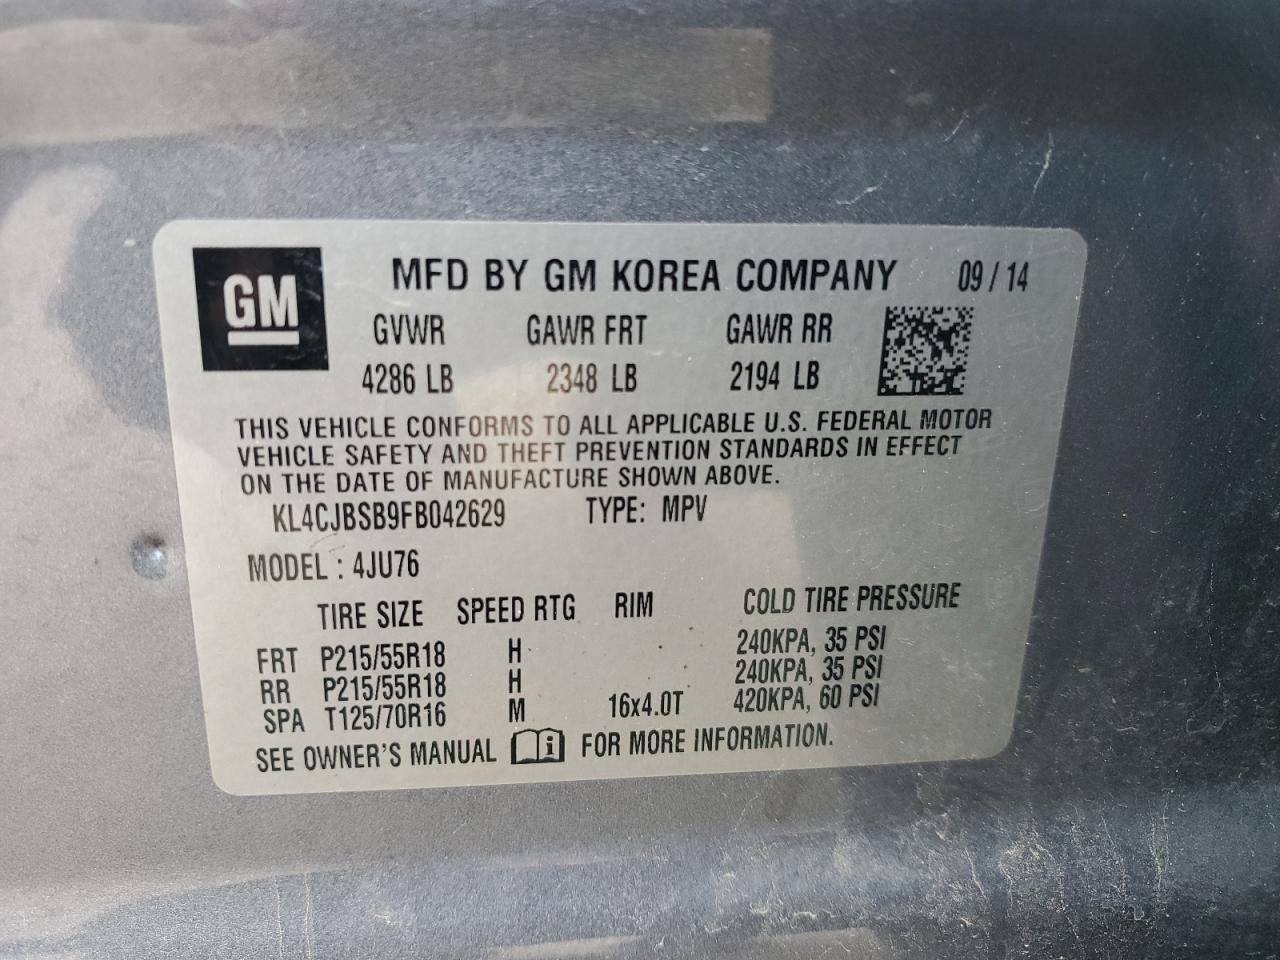 GM MFD BY GM KOREA COMPANY 09 / 14
GVWR GAWR FRT GAWR RR
4286 LB 2348 LB 2194 LB
THIS VEHICLE CONFORMS TO ALL APPLICABLE U.S. FEDERAL MOTOR
VEHICLE SAFETY AND THEFT PREVENTION STANDARDS IN EFFECT
ON THE DATE OF MANUFACTURE SHOWN ABOVE.
KL4CJBSB9FB042629 TYPE: MPV
MODEL : 4JU76
TIRE SIZE SPEED RTG RIM COLD TIRE PRESSURE
FRT P215/55R18 H 240KPA, 35 PSI
RR P215/55R18 H 240KPA, 35 PSI
SPA T125/70R16 M 16x4.0T 420KPA, 60 PSI
SEE OWNER'S MANUAL i FOR MORE INFORMATION.